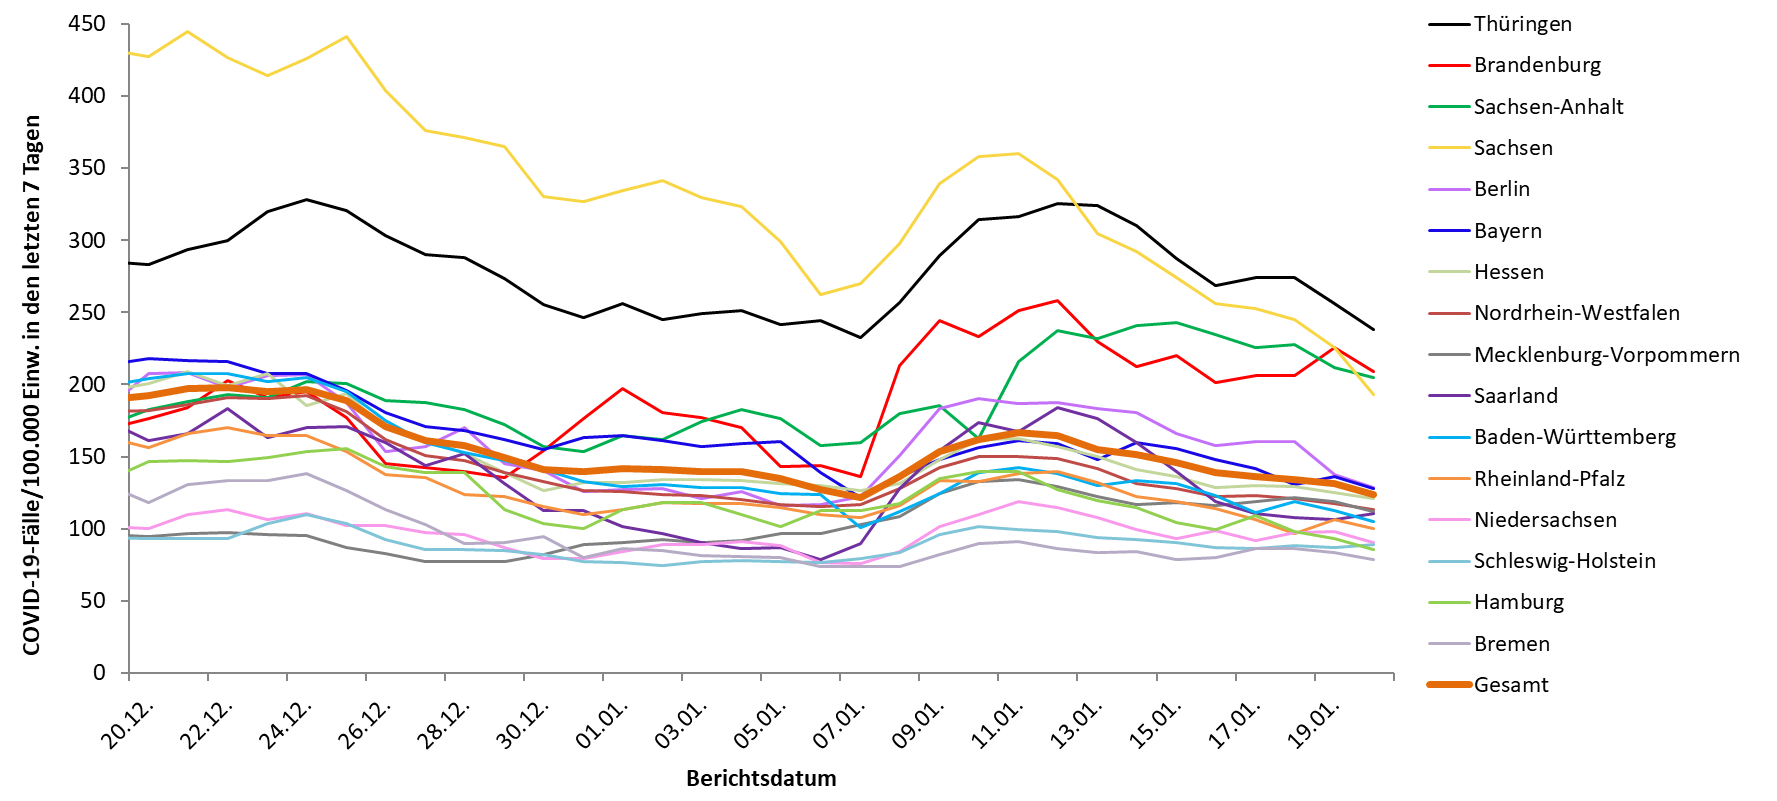 COVID-19-Fälle/100.000 Einw. in den letzten 7 Tagen
450
400
350
300
250
200
150
100
50
0
20.12.
22.12.
24.12.
26.12.
28.12.
30.12.
01.01.
03.01.
05.01.
07.01.
09.01.
11.01.
13.01.
15.01.
17.01.
19.01.
Berichtsdatum
Thüringen
Brandenburg
Sachsen-Anhalt
Sachsen
Berlin
Bayern
Hessen
Nordrhein-Westfalen
Mecklenburg-Vorpommern
Saarland
Baden-Württemberg
Rheinland-Pfalz
Niedersachsen
Schleswig-Holstein
Hamburg
Bremen
Gesamt